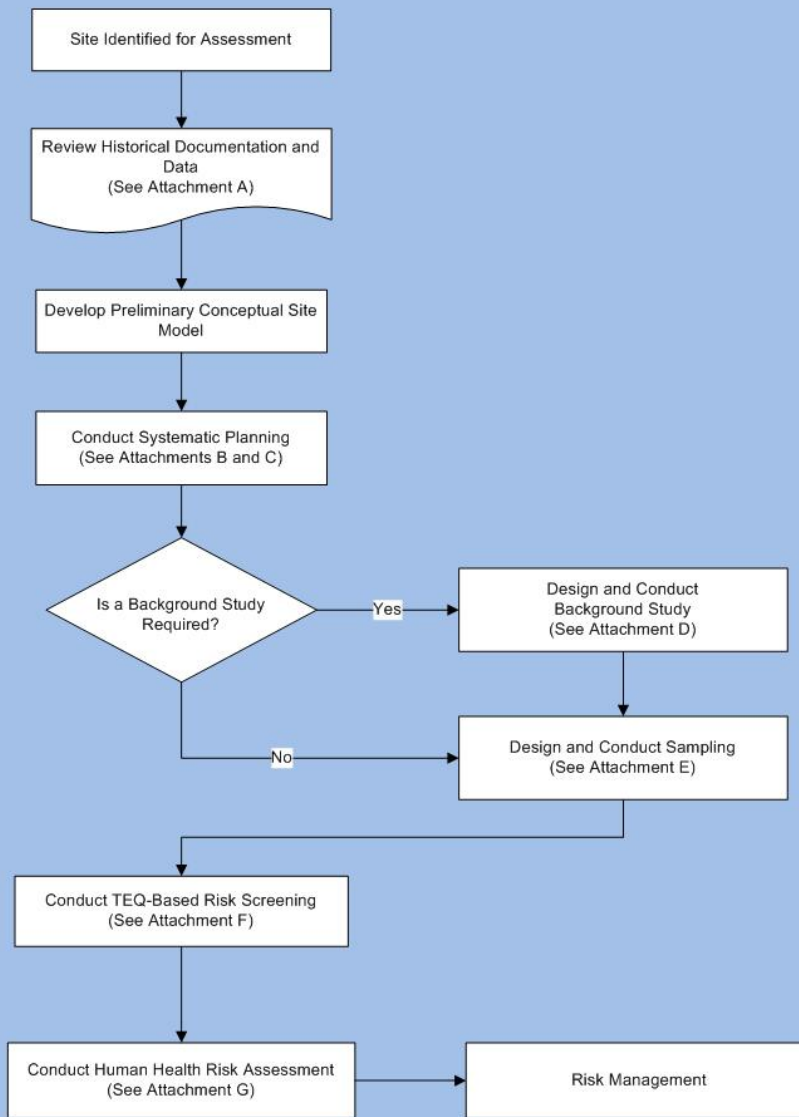 Site Identified for Assessment
Review Historical Documentation and
Data
(See Attachment A)
Develop Preliminary Conceptual Site
Model
Conduct Systematic Planning
(See Attachments B and C)
Is a Background Study
Required?
Yes
Design and Conduct
Background Study
(See Attachment D)
No
Design and Conduct Sampling
(See Attachment E)
Conduct TEQ-Based Risk Screening
(See Attachment F)
Conduct Human Health Risk Assessment
(See Attachment G)
Risk Management